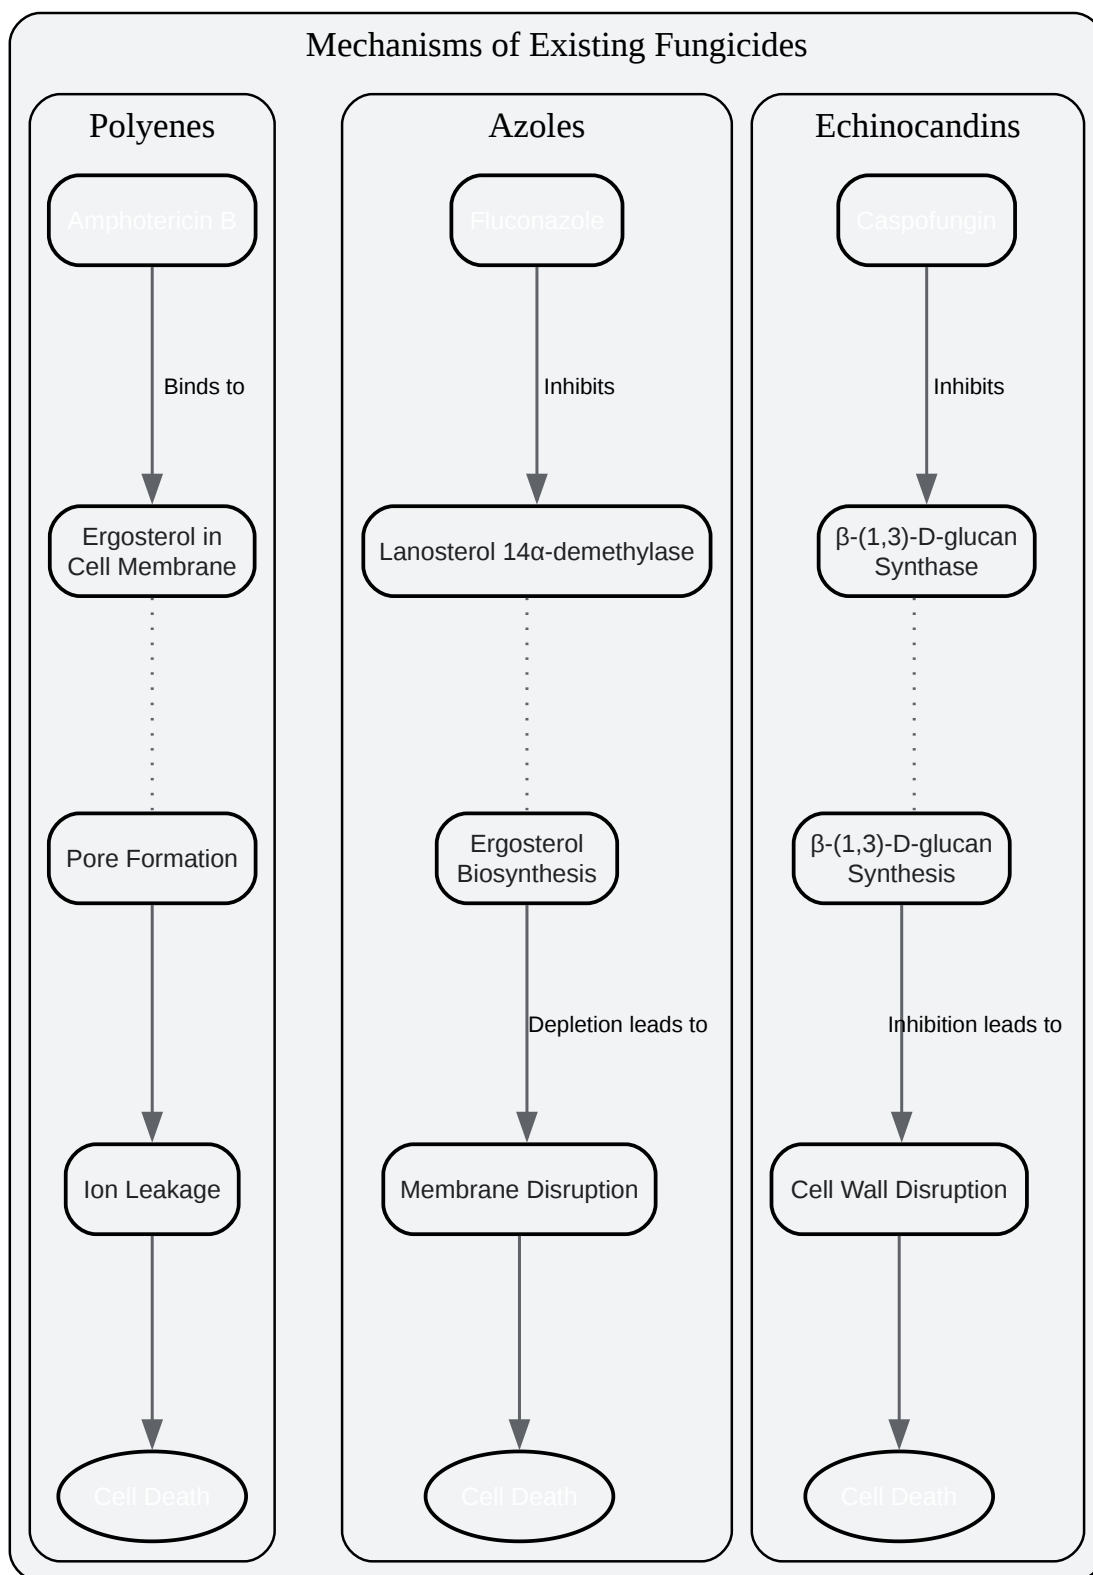 Mechanisms of Existing Fungicides
Polyenes
Amphotericin B
Binds to
Ergosterol in
Cell Membrane
Pore Formation
Ion Leakage
Cell Death
Azoles
Fluconazole
Inhibits
Lanosterol 14α-demethylase
Ergosterol
Biosynthesis
Depletion leads to
Membrane Disruption
Cell Death
Echinocandins
Caspofungin
Inhibits
β-(1,3)-D-glucan
Synthase
β-(1,3)-D-glucan
Synthesis
Inhibition leads to
Cell Wall Disruption
Cell Death